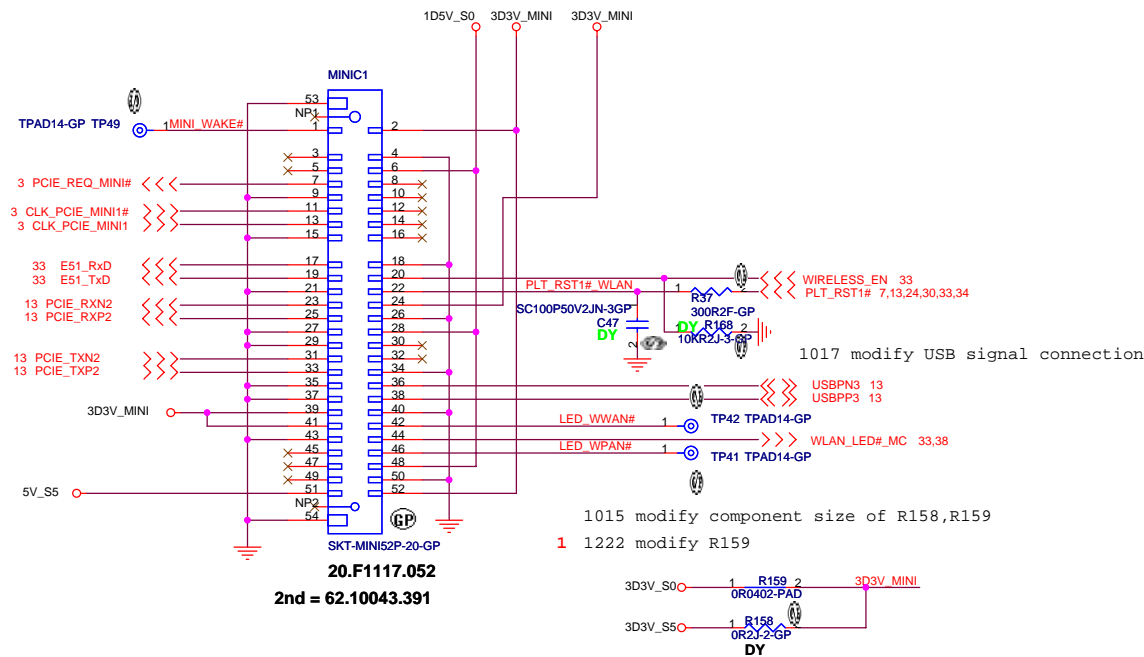 1D5V_S0 3D3V_MINI 3D3V_MINI
MINIC1
53
NP1
TPAD14-GP TP49 1 MINI_WAKE# 1 2
3 4
5 6
3 PCIE_REQ_MINI# 7 8
9 10
3 CLK_PCIE_MINI1# 11 12
3 CLK_PCIE_MINI1 13 14
15 16
33 E51_RxD 17 18
33 E51_TxD 19 20 WIRELESS_EN 33
21 22 PLT_RST1#_WLAN 1 PLT_RST1# 7,13,24,30,33,34
R37
300R2F-GP
13 PCIE_RXN2 23 24
13 PCIE_RXP2 25 26
SC100P50V2JN-3GP
C47
DY
2
DY
1 R168 2
10KR2J-3-GP
27 28
29 30
13 PCIE_TXN2 31 32
13 PCIE_TXP2 33 34
1017 modify USB signal connection
35 36 USBPN3 13
37 38 USBPP3 13
3D3V_MINI 39 40
41 42 LED_WWAN# 1 TP42 TPAD14-GP
43 44 WLAN_LED#_MC 33,38
45 46 LED_WPAN# 1 TP41 TPAD14-GP
47 48
49 50
5V_S5 51 52
NP2
54
GP
SKT-MINI52P-20-GP
20.F1117.052
2nd = 62.10043.391
1015 modify component size of R158,R159
1 1222 modify R159
3D3V_S0 1 R159 2 3D3V_MINI
0R0402-PAD
3D3V_S5 1 R158 2
0R2J-2-GP
DY